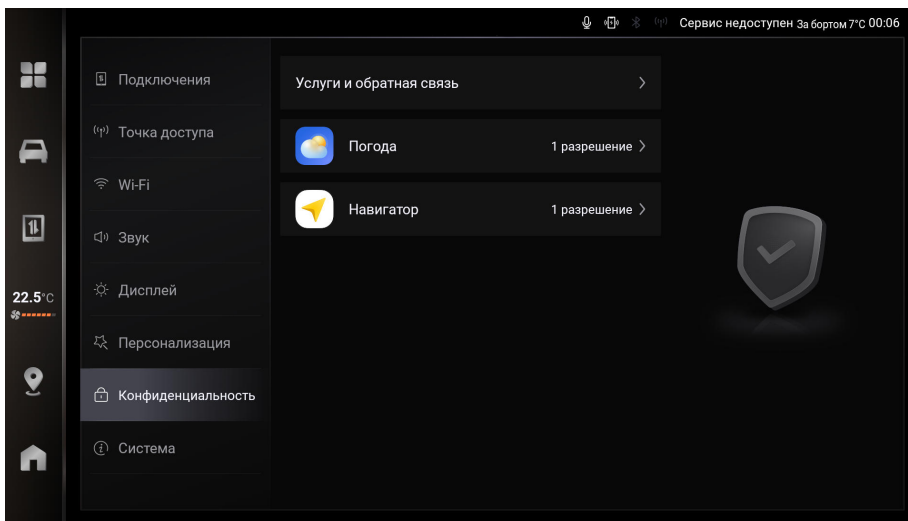 Сервис недоступен За бортом 7°C 00:06
Подключения
Точка доступа
Wi-Fi
Звук
22.5°C
Дисплей
Персонализация
Конфиденциальность
Система
Услуги и обратная связь
Погода 1 разрешение
Навигатор 1 разрешение